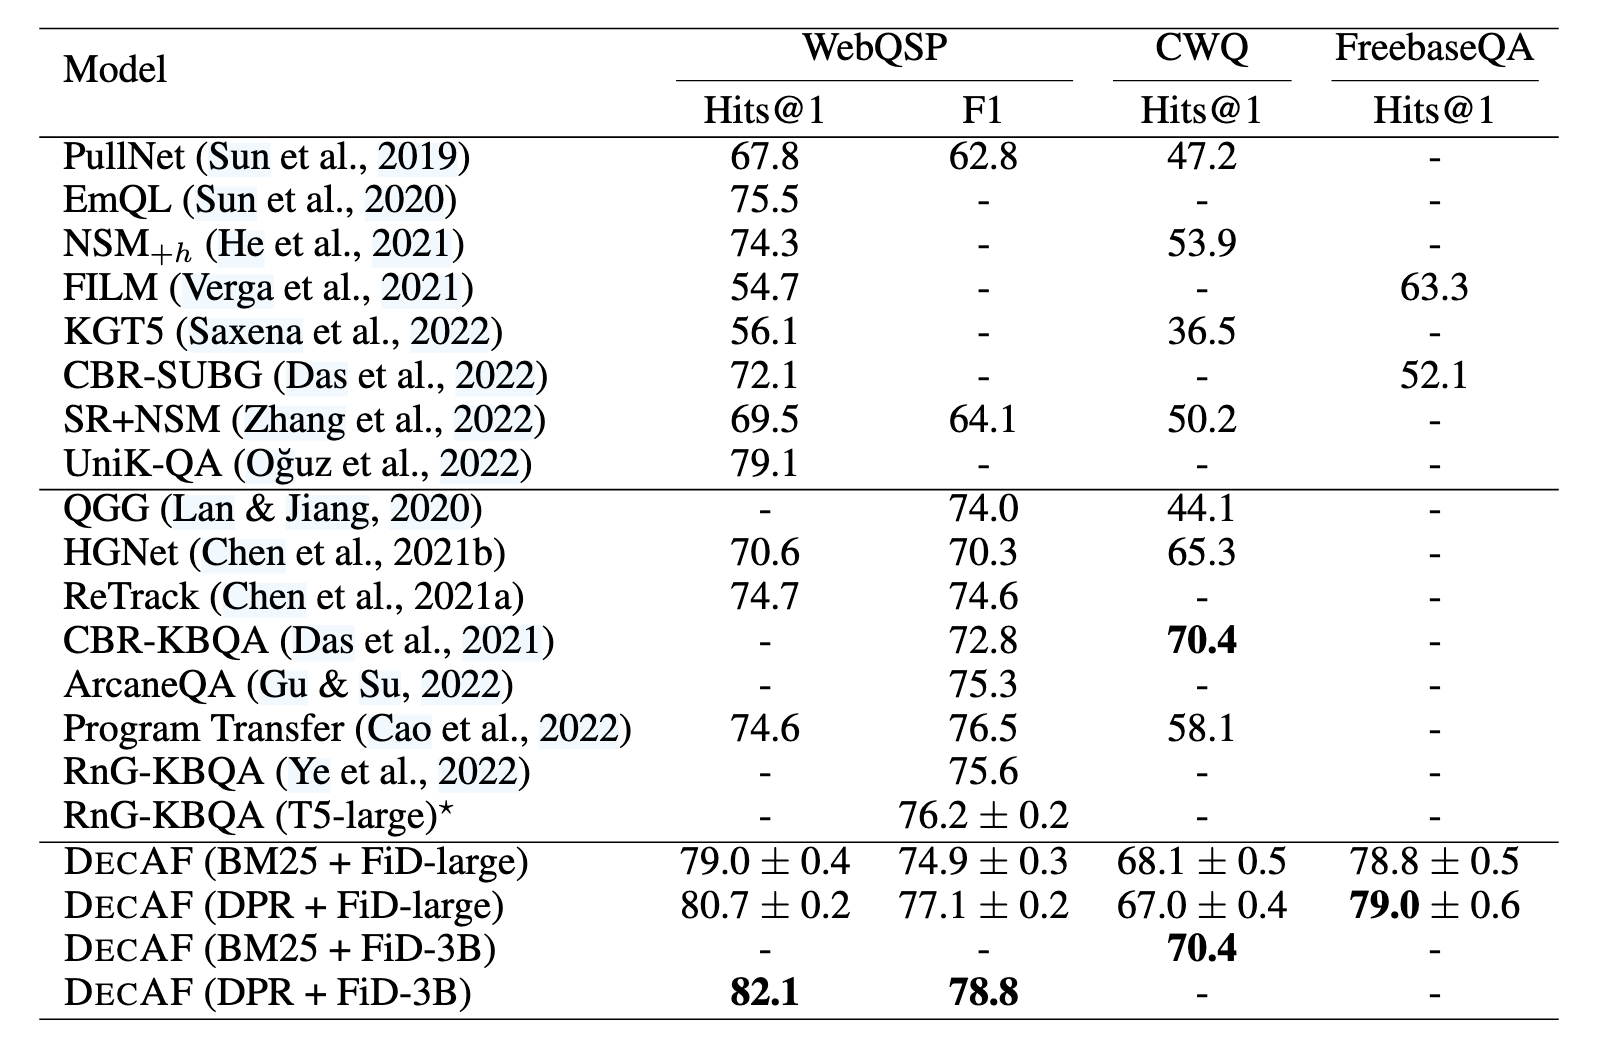 Model WebQSP CWQ FreebaseQA
Hits@1 F1 Hits@1 Hits@1
PullNet (Sun et al., 2019) 67.8 62.8 47.2 -
EmQL (Sun et al., 2020) 75.5 - - -
NSM+h (He et al., 2021) 74.3 - 53.9 -
FILM (Verga et al., 2021) 54.7 - - 63.3
KGT5 (Saxena et al., 2022) 56.1 - 36.5 -
CBR-SUBG (Das et al., 2022) 72.1 - - 52.1
SR+NSM (Zhang et al., 2022) 69.5 64.1 50.2 -
UniK-QA (Oğuz et al., 2022) 79.1 - - -
QGG (Lan & Jiang, 2020) - 74.0 44.1 -
HGNet (Chen et al., 2021b) 70.6 70.3 65.3 -
ReTrack (Chen et al., 2021a) 74.7 74.6 - -
CBR-KBQA (Das et al., 2021) - 72.8 70.4 -
ArcaneQA (Gu & Su, 2022) - 75.3 - -
Program Transfer (Cao et al., 2022) 74.6 76.5 58.1 -
RnG-KBQA (Ye et al., 2022) - 75.6 - -
RnG-KBQA (T5-large)⋆ - 76.2 ± 0.2 - -
DECAF (BM25 + FiD-large) 79.0 ± 0.4 74.9 ± 0.3 68.1 ± 0.5 78.8 ± 0.5
DECAF (DPR + FiD-large) 80.7 ± 0.2 77.1 ± 0.2 67.0 ± 0.4 79.0 ± 0.6
DECAF (BM25 + FiD-3B) - - 70.4 -
DECAF (DPR + FiD-3B) 82.1 78.8 - -